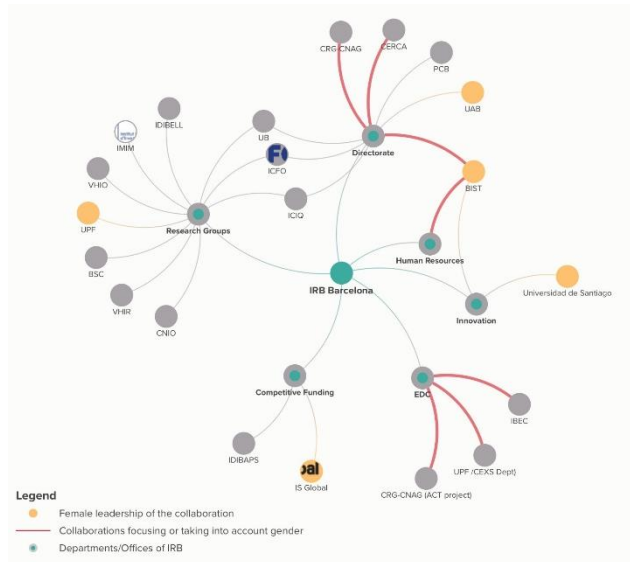 CRG-CNAG
CERCA
PCB
UAB
IDIBELL
UB
IMIM
Directorate
ICFO
VHIO
BIST
ICIQ
UPF
Research Groups
Human Resources
BSC
IRB Barcelona
Universidad de Santiago
VHIR
Innovation
CNIO
Competitive Funding
EDC
IBEC
IDIBAPS
UPF /CEXS Dept)
bal
IS Global
CRG-CNAG (ACT project)
Legend
Female leadership of the collaboration
Collaborations focusing or taking into account gender
Departments/Offices of IRB